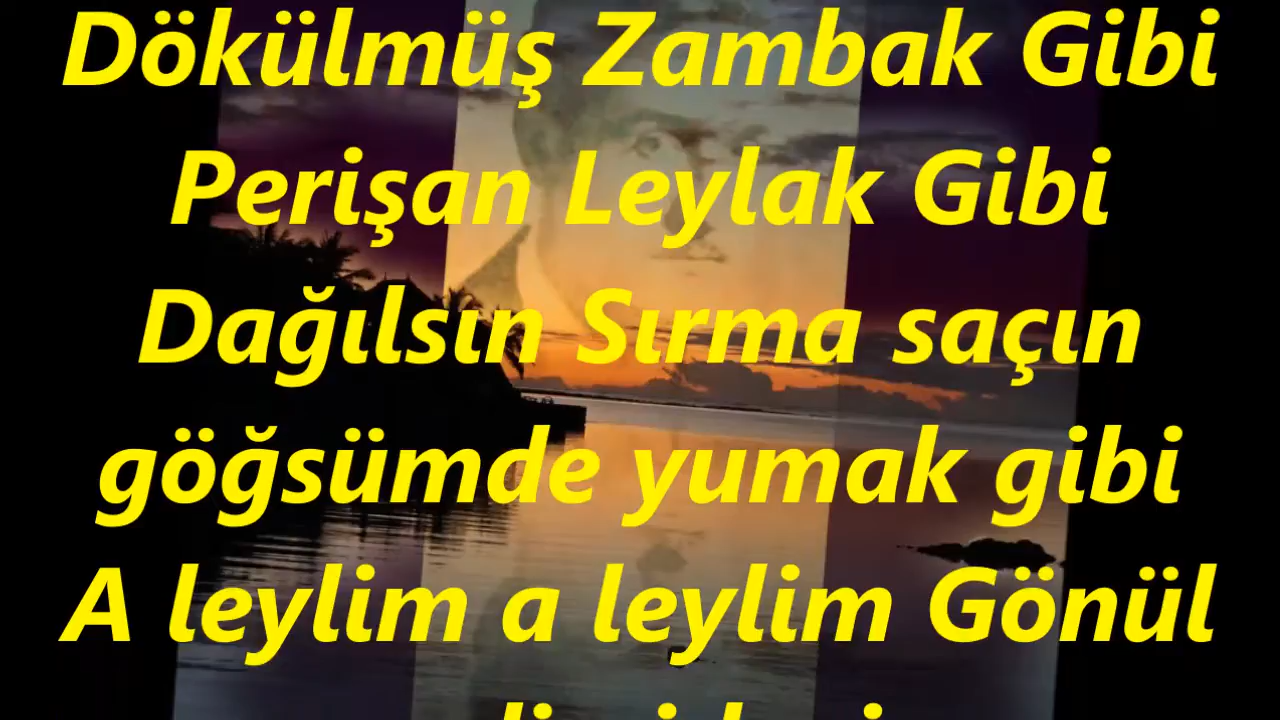 Dökülmüş Zambak Gibi
Perişan Leylak Gibi
Dağılsın Sırma saçın
göğsümde yumak gibi
A leylim a leylim Gönül